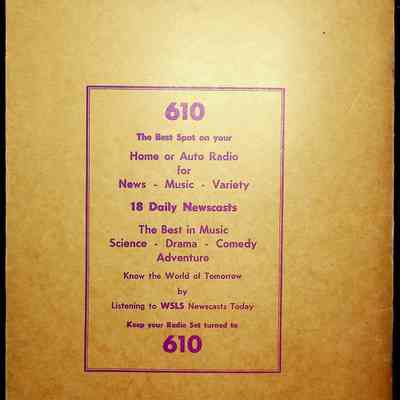 610
The Best Spot on your
Home or Auto Radio
for
News - Music - Variety
18 Daily Newscasts
The Best in Music
Science - Drama - Comedy
Adventure
Know the World of Tomorrow
by
Listening to WSLS Newscasts Today
Keep your Radio Set turned to
610